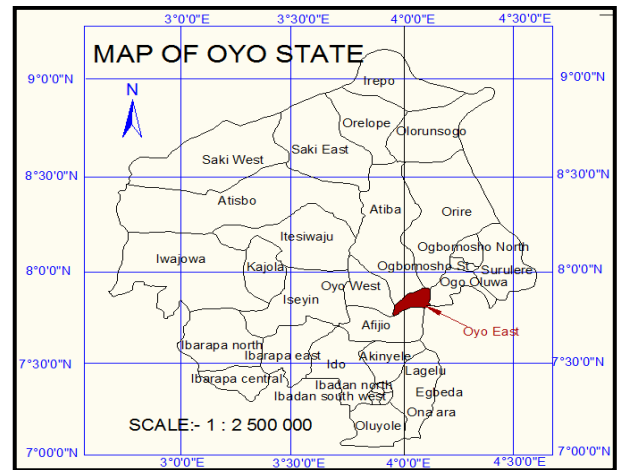 3°0'0"E
3°30'0"E
4°0'0"E
4°30'0"E
MAP OF OYO STATE
9°0'0"N
9°0'0"N
N
Irepo
Orelope
Olorunsogo
Saki East
Saki West
8°30'0"N
8°30'0"N
Atisbo
Atiba
Orire
Itesiwaju
Ogbomosho North
Iwajowa
Kajola
Ogbomosho St
Surulere
8°0'0"N
8°0'0"N
Oyo West
Ogo Oluwa
Iseyin
Afijio
Oyo East
Ibarapa north
Ibarapa east
Akinyele
7°30'0"N
7°30'0"N
Ido
Lagelu
Ibarapa central
Ibadan north
Egbeda
Ibadan south west
Ona ara
SCALE:- 1 : 2 500 000
Oluyole
7°00'0"N
7°0'0"N
3°0'0"E
3°30'0"E
4°0'0"E
4°30'0"E